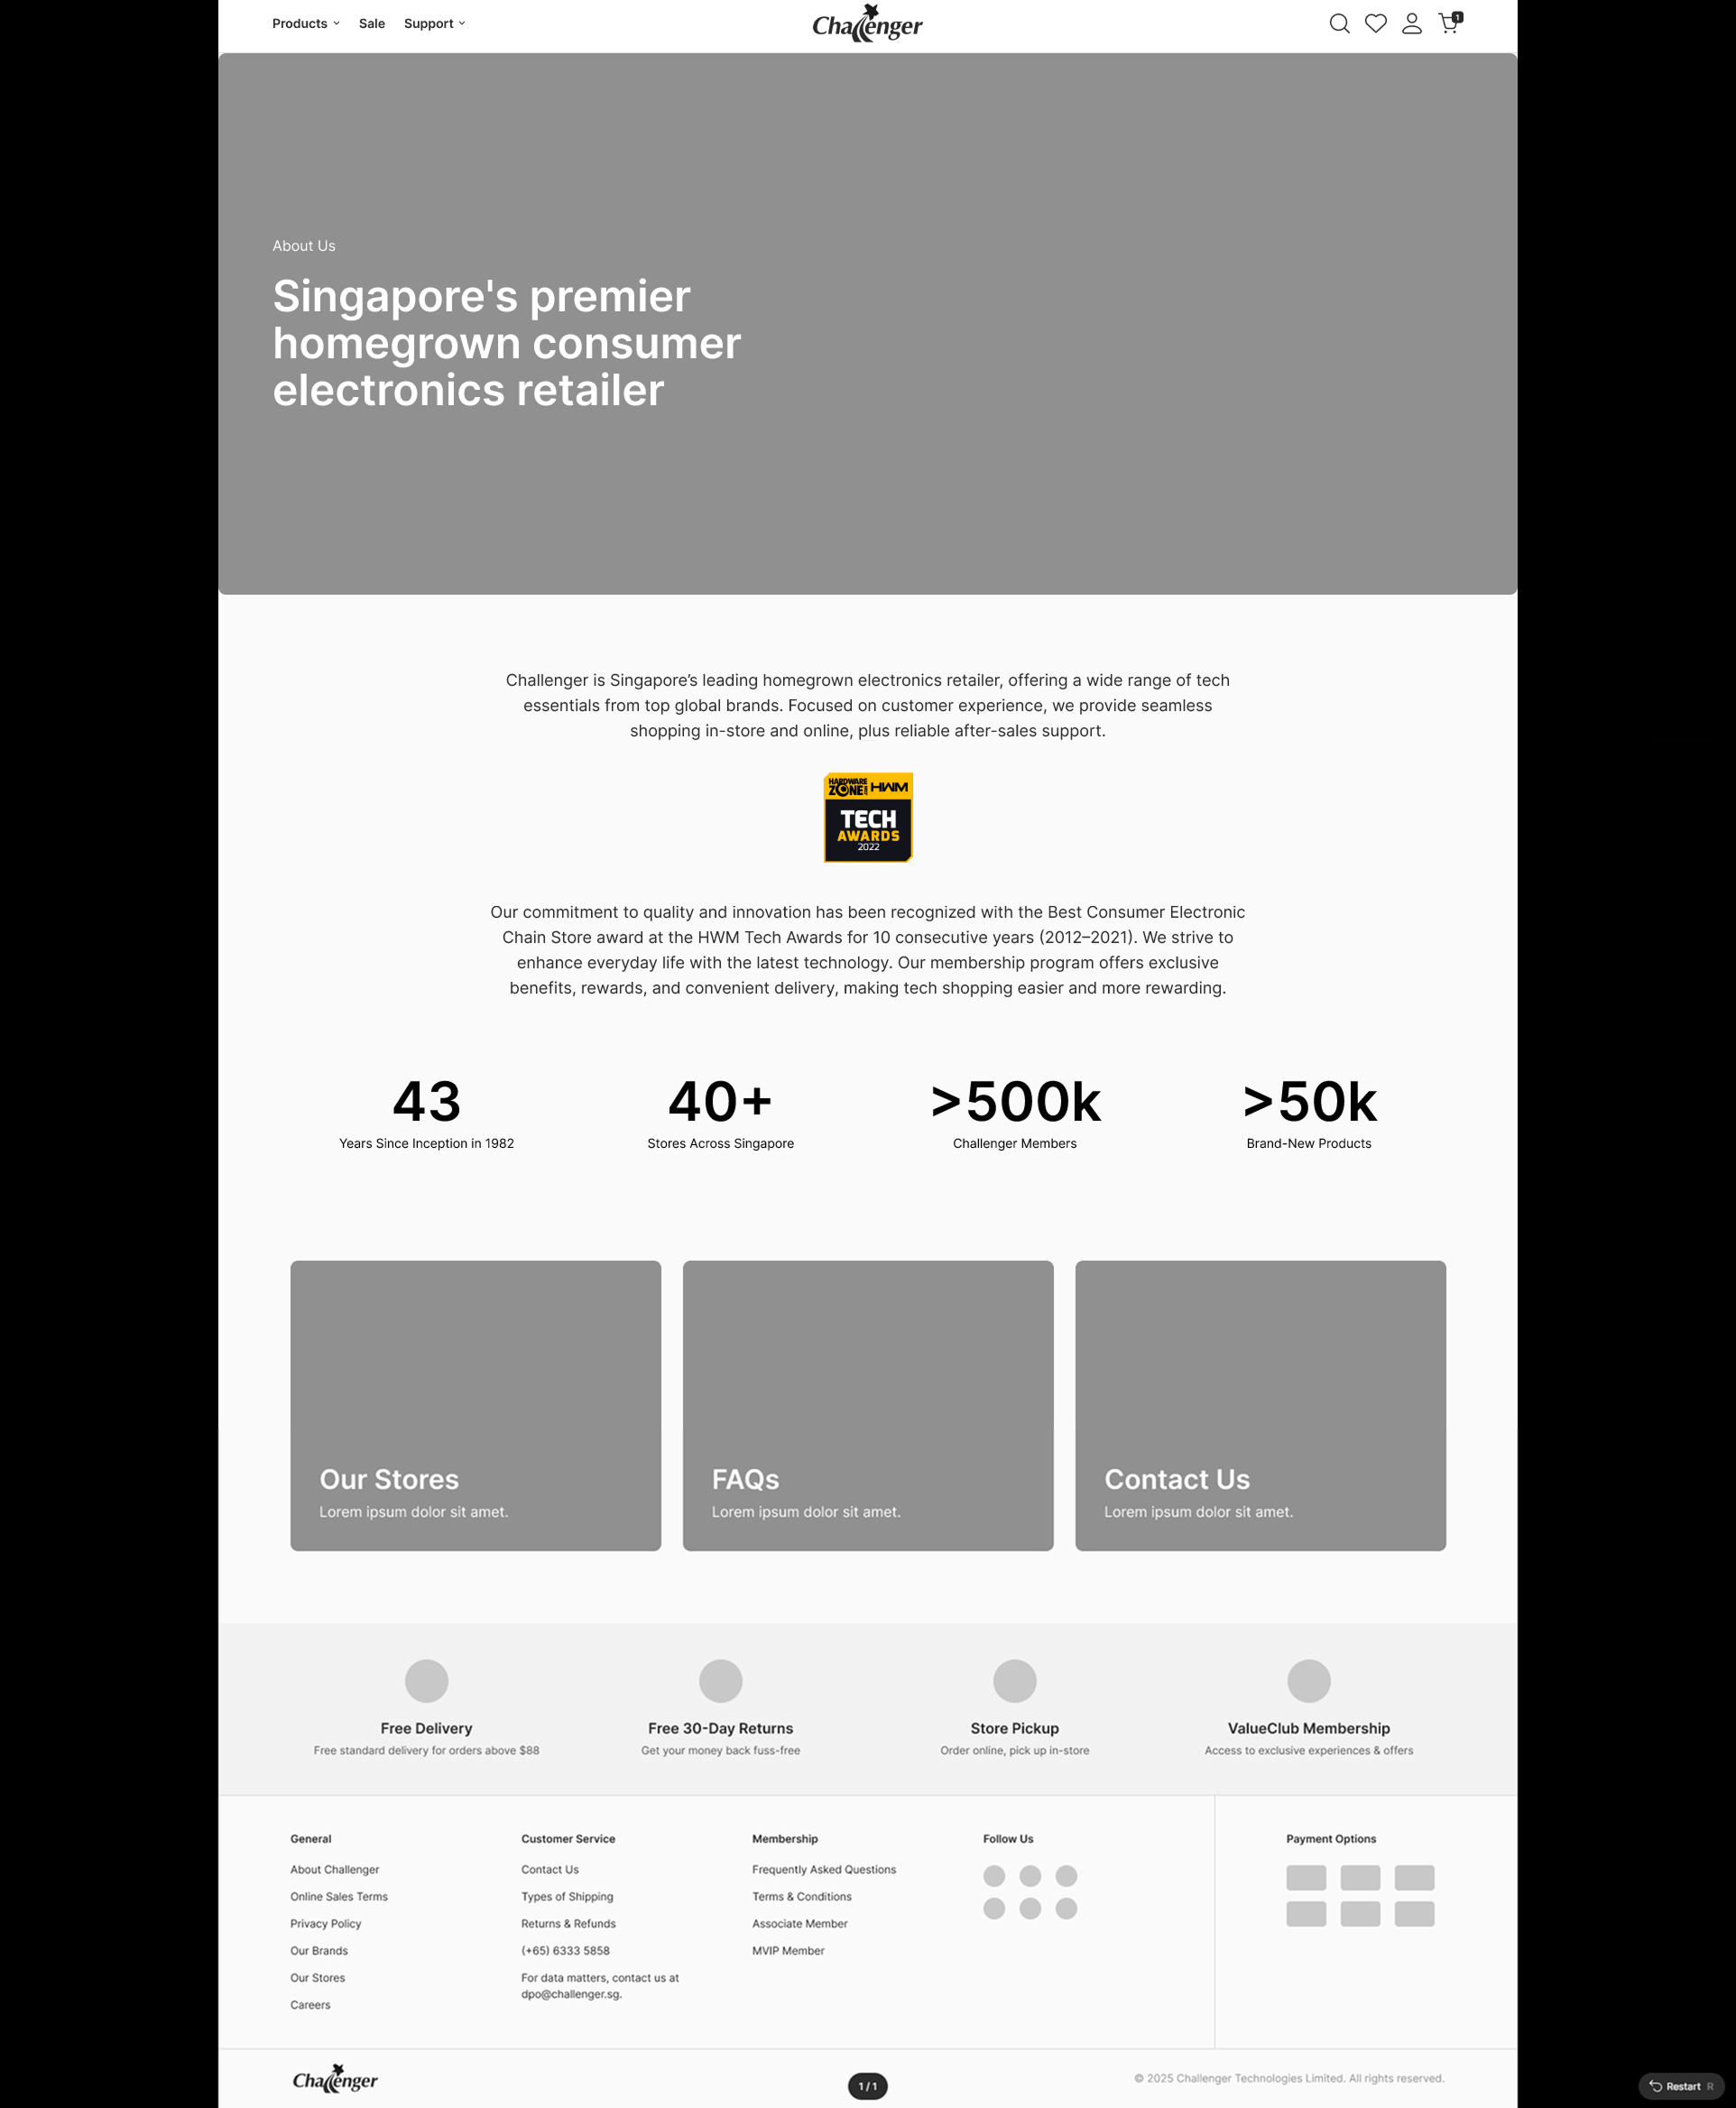 Products
Sale
Support
Challenger
1
About Us
Singapore's premier
homegrown consumer
electronics retailer
Challenger is Singapore’s leading homegrown electronics retailer, offering a wide range of tech
essentials from top global brands. Focused on customer experience, we provide seamless
shopping in-store and online, plus reliable after-sales support.
HARDWARE
ZONE.COM HWM
TECH
AWARDS
2022
Our commitment to quality and innovation has been recognized with the Best Consumer Electronic
Chain Store award at the HWM Tech Awards for 10 consecutive years (2012–2021). We strive to
enhance everyday life with the latest technology. Our membership program offers exclusive
benefits, rewards, and convenient delivery, making tech shopping easier and more rewarding.
43
Years Since Inception in 1982
40+
Stores Across Singapore
>500k
Challenger Members
>50k
Brand-New Products
Our Stores
Lorem ipsum dolor sit amet.
FAQs
Lorem ipsum dolor sit amet.
Contact Us
Lorem ipsum dolor sit amet.
Free Delivery
Free standard delivery for orders above $88
Free 30-Day Returns
Get your money back fuss-free
Store Pickup
Order online, pick up in-store
ValueClub Membership
Access to exclusive experiences & offers
General
About Challenger
Online Sales Terms
Privacy Policy
Our Brands
Our Stores
Careers
Customer Service
Contact Us
Types of Shipping
Returns & Refunds
(+65) 6333 5858
For data matters, contact us at
dpo@challenger.sg.
Membership
Frequently Asked Questions
Terms & Conditions
Associate Member
MVIP Member
Follow Us
Payment Options
Challenger
1 / 1
© 2025 Challenger Technologies Limited. All rights reserved.
Restart R